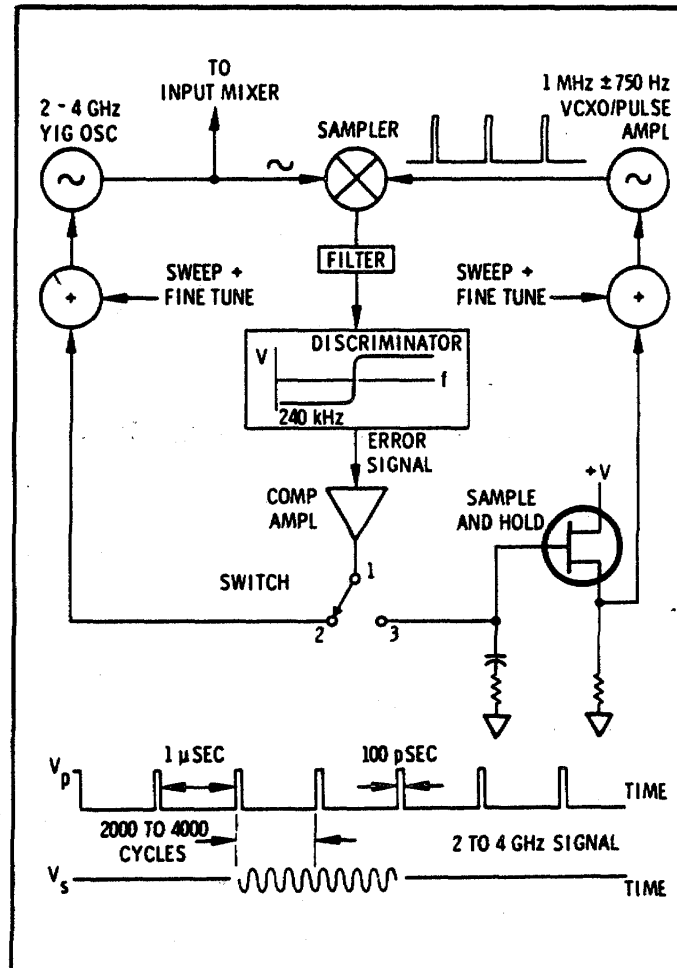 TO
INPUT MIXER
2 - 4 GHz
YIG OSC
SAMPLER
1 MHz ± 750 Hz
VCXO/PULSE
AMPL
~
~
~
FILTER
SWEEP +
FINE TUNE
+
SWEEP +
FINE TUNE
+
DISCRIMINATOR
V
f
240 kHz
ERROR
SIGNAL
COMP
AMPL
SAMPLE
AND HOLD
+V
SWITCH
1
2
3
1 μ SEC
100 pSEC
Vp
TIME
2000 TO 4000
CYCLES
2 TO 4 GHz SIGNAL
Vs
TIME